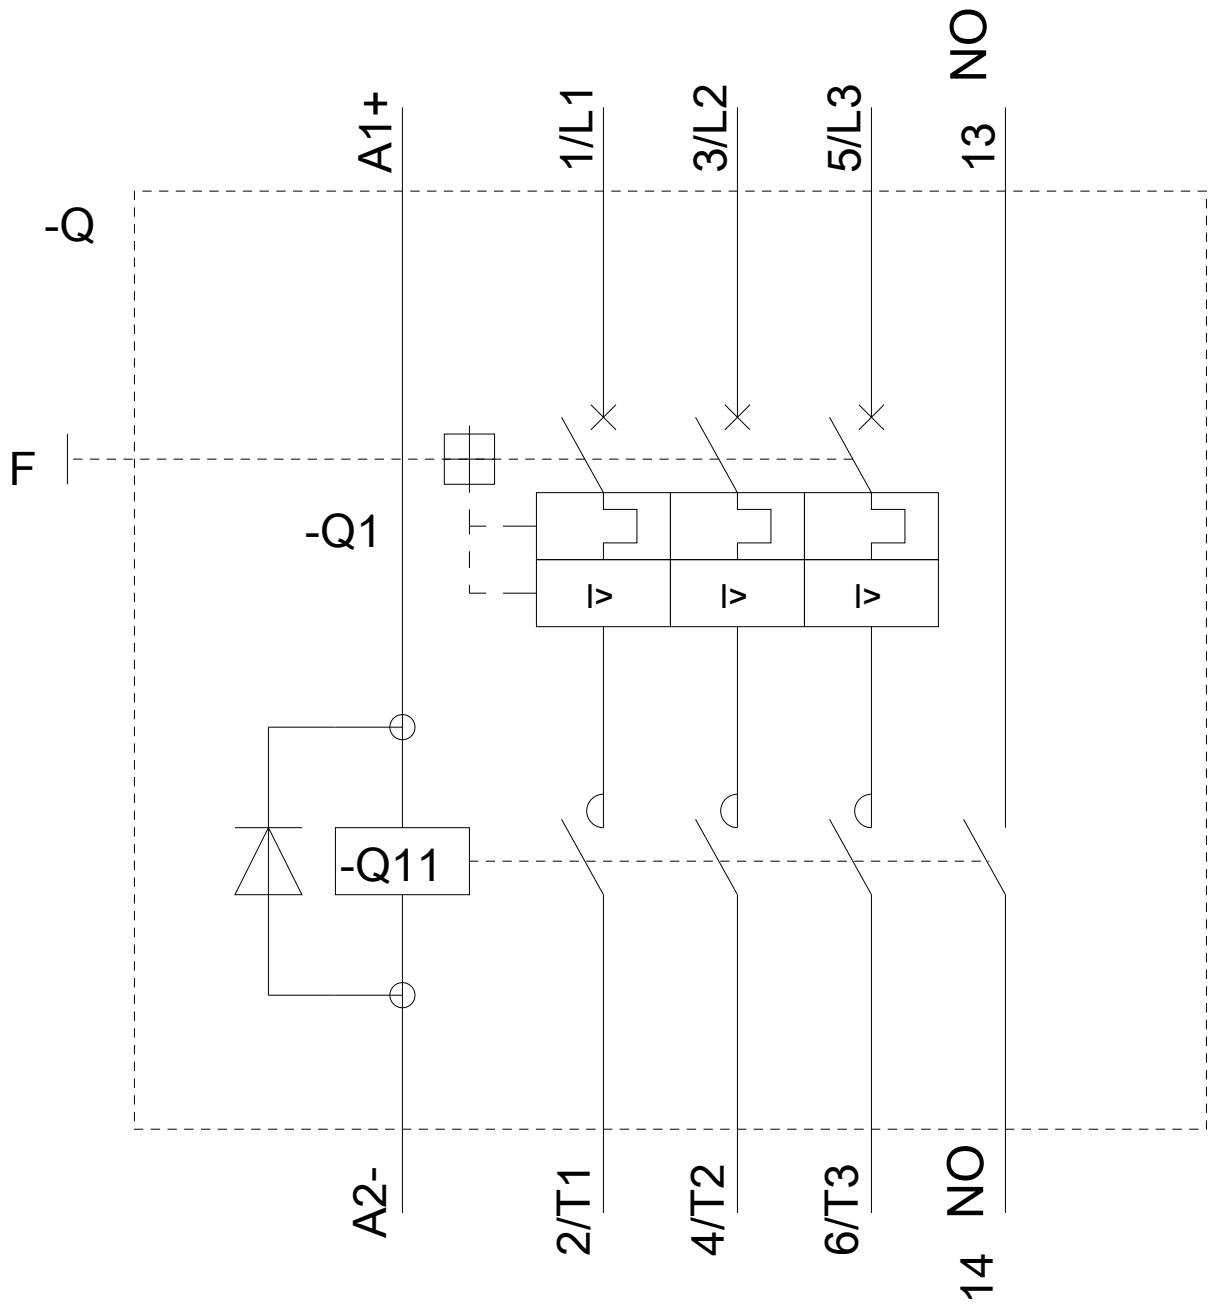 A1+
1/L1
3/L2
5/L3
13 NO
-Q
F
-Q1
I>
I>
I>
-Q11
A2-
2/T1
4/T2
6/T3
14 NO